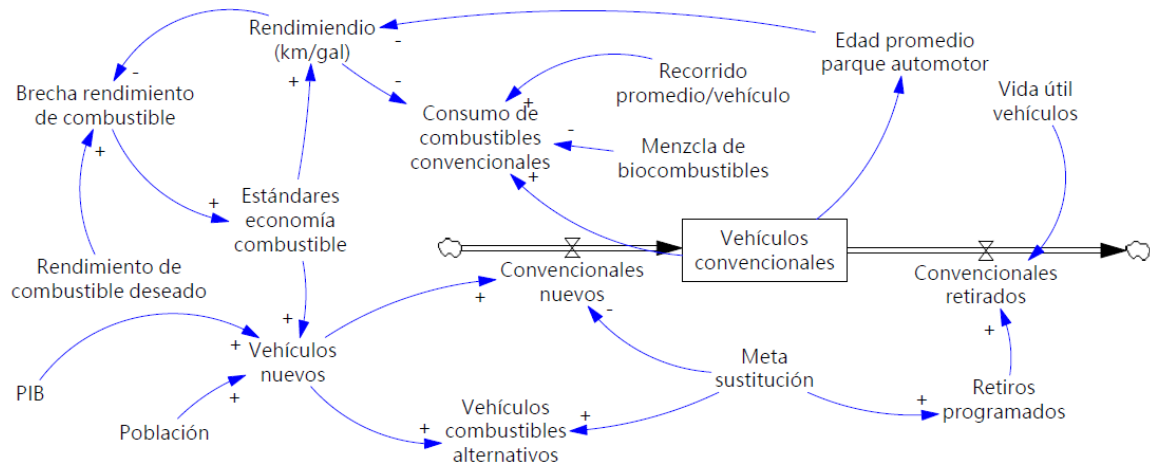 Rendimiendio
(km/gal)
-
+
-
Edad promedio
parque automotor
Recorrido
promedio/vehículo
Vida útil
vehículos
-
Brecha rendimiento
de combustible
+
+
Consumo de
combustibles
convencionales
+
-
+
Menzcla de
biocombustibles
Estándares
economía
combustible
Vehículos
convencionales
Rendimiento de
combustible deseado
Convencionales
nuevos
+
-
Convencionales
retirados
+
+
+
Vehículos
nuevos
PIB
+
Población
Meta
sustitución
Retiros
programados
+
Vehículos
combustibles
alternativos
+
+